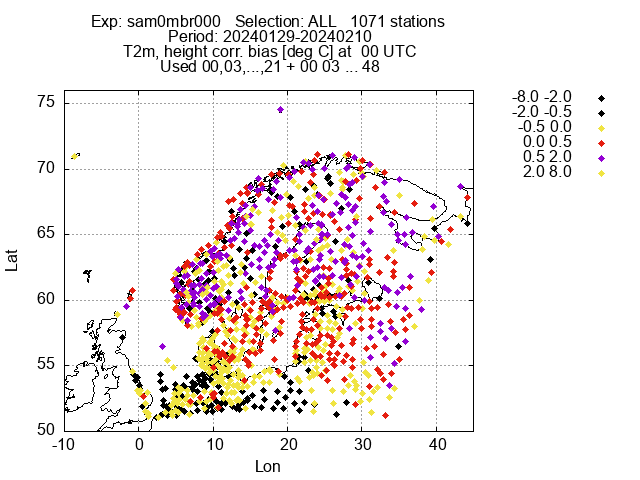 Exp: sam0mbr000 Selection: ALL 1071 stations
Period: 20240129-20240210
T2m, height corr. bias [deg C] at 00 UTC
Used 00,03,...,21 + 00 03 ... 48
-8.0 -2.0
-2.0 -0.5
-0.5 0.0
0.0 0.5
0.5 2.0
2.0 8.0
75
70
65
60
55
50
Lat
-10 0 10 20 30 40
Lon